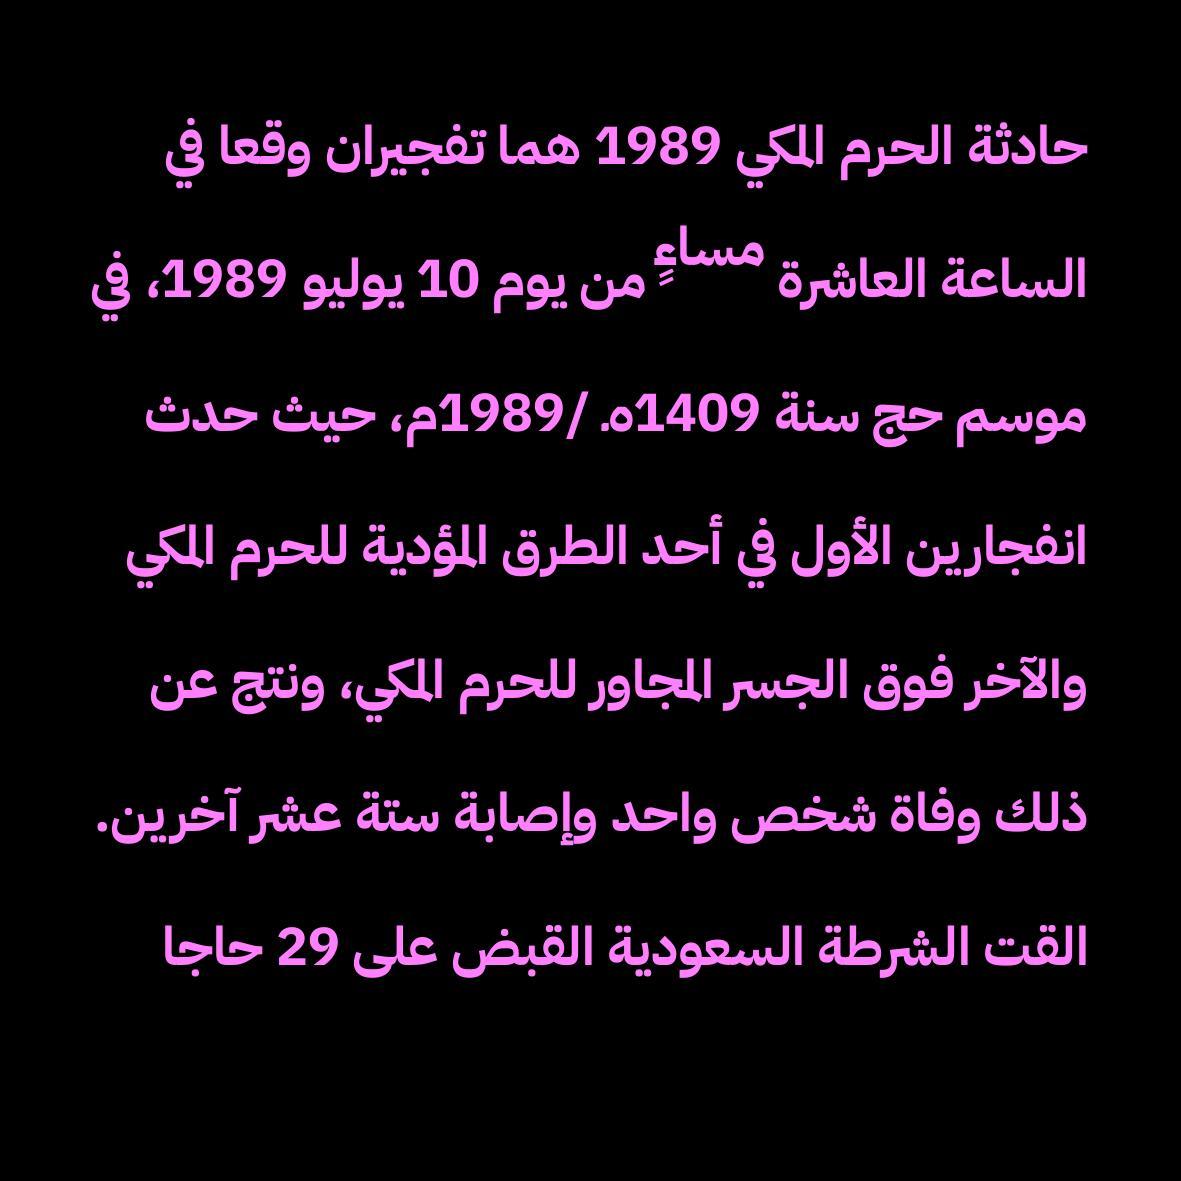 حادثة الحرم المكي 1989 هما تفجيران وقعا في
الساعة العاشرة مساءٍ من يوم 10 يوليو 1989، في
موسم حج سنة 1409هـ /1989م، حيث حدث
انفجارين الأول في أحد الطرق المؤدية للحرم المكي
والآخر فوق الجسر المجاور للحرم المكي، ونتج عن
ذلك وفاة شخص واحد وإصابة ستة عشر آخرين.
القت الشرطة السعودية القبض على 29 حاجا